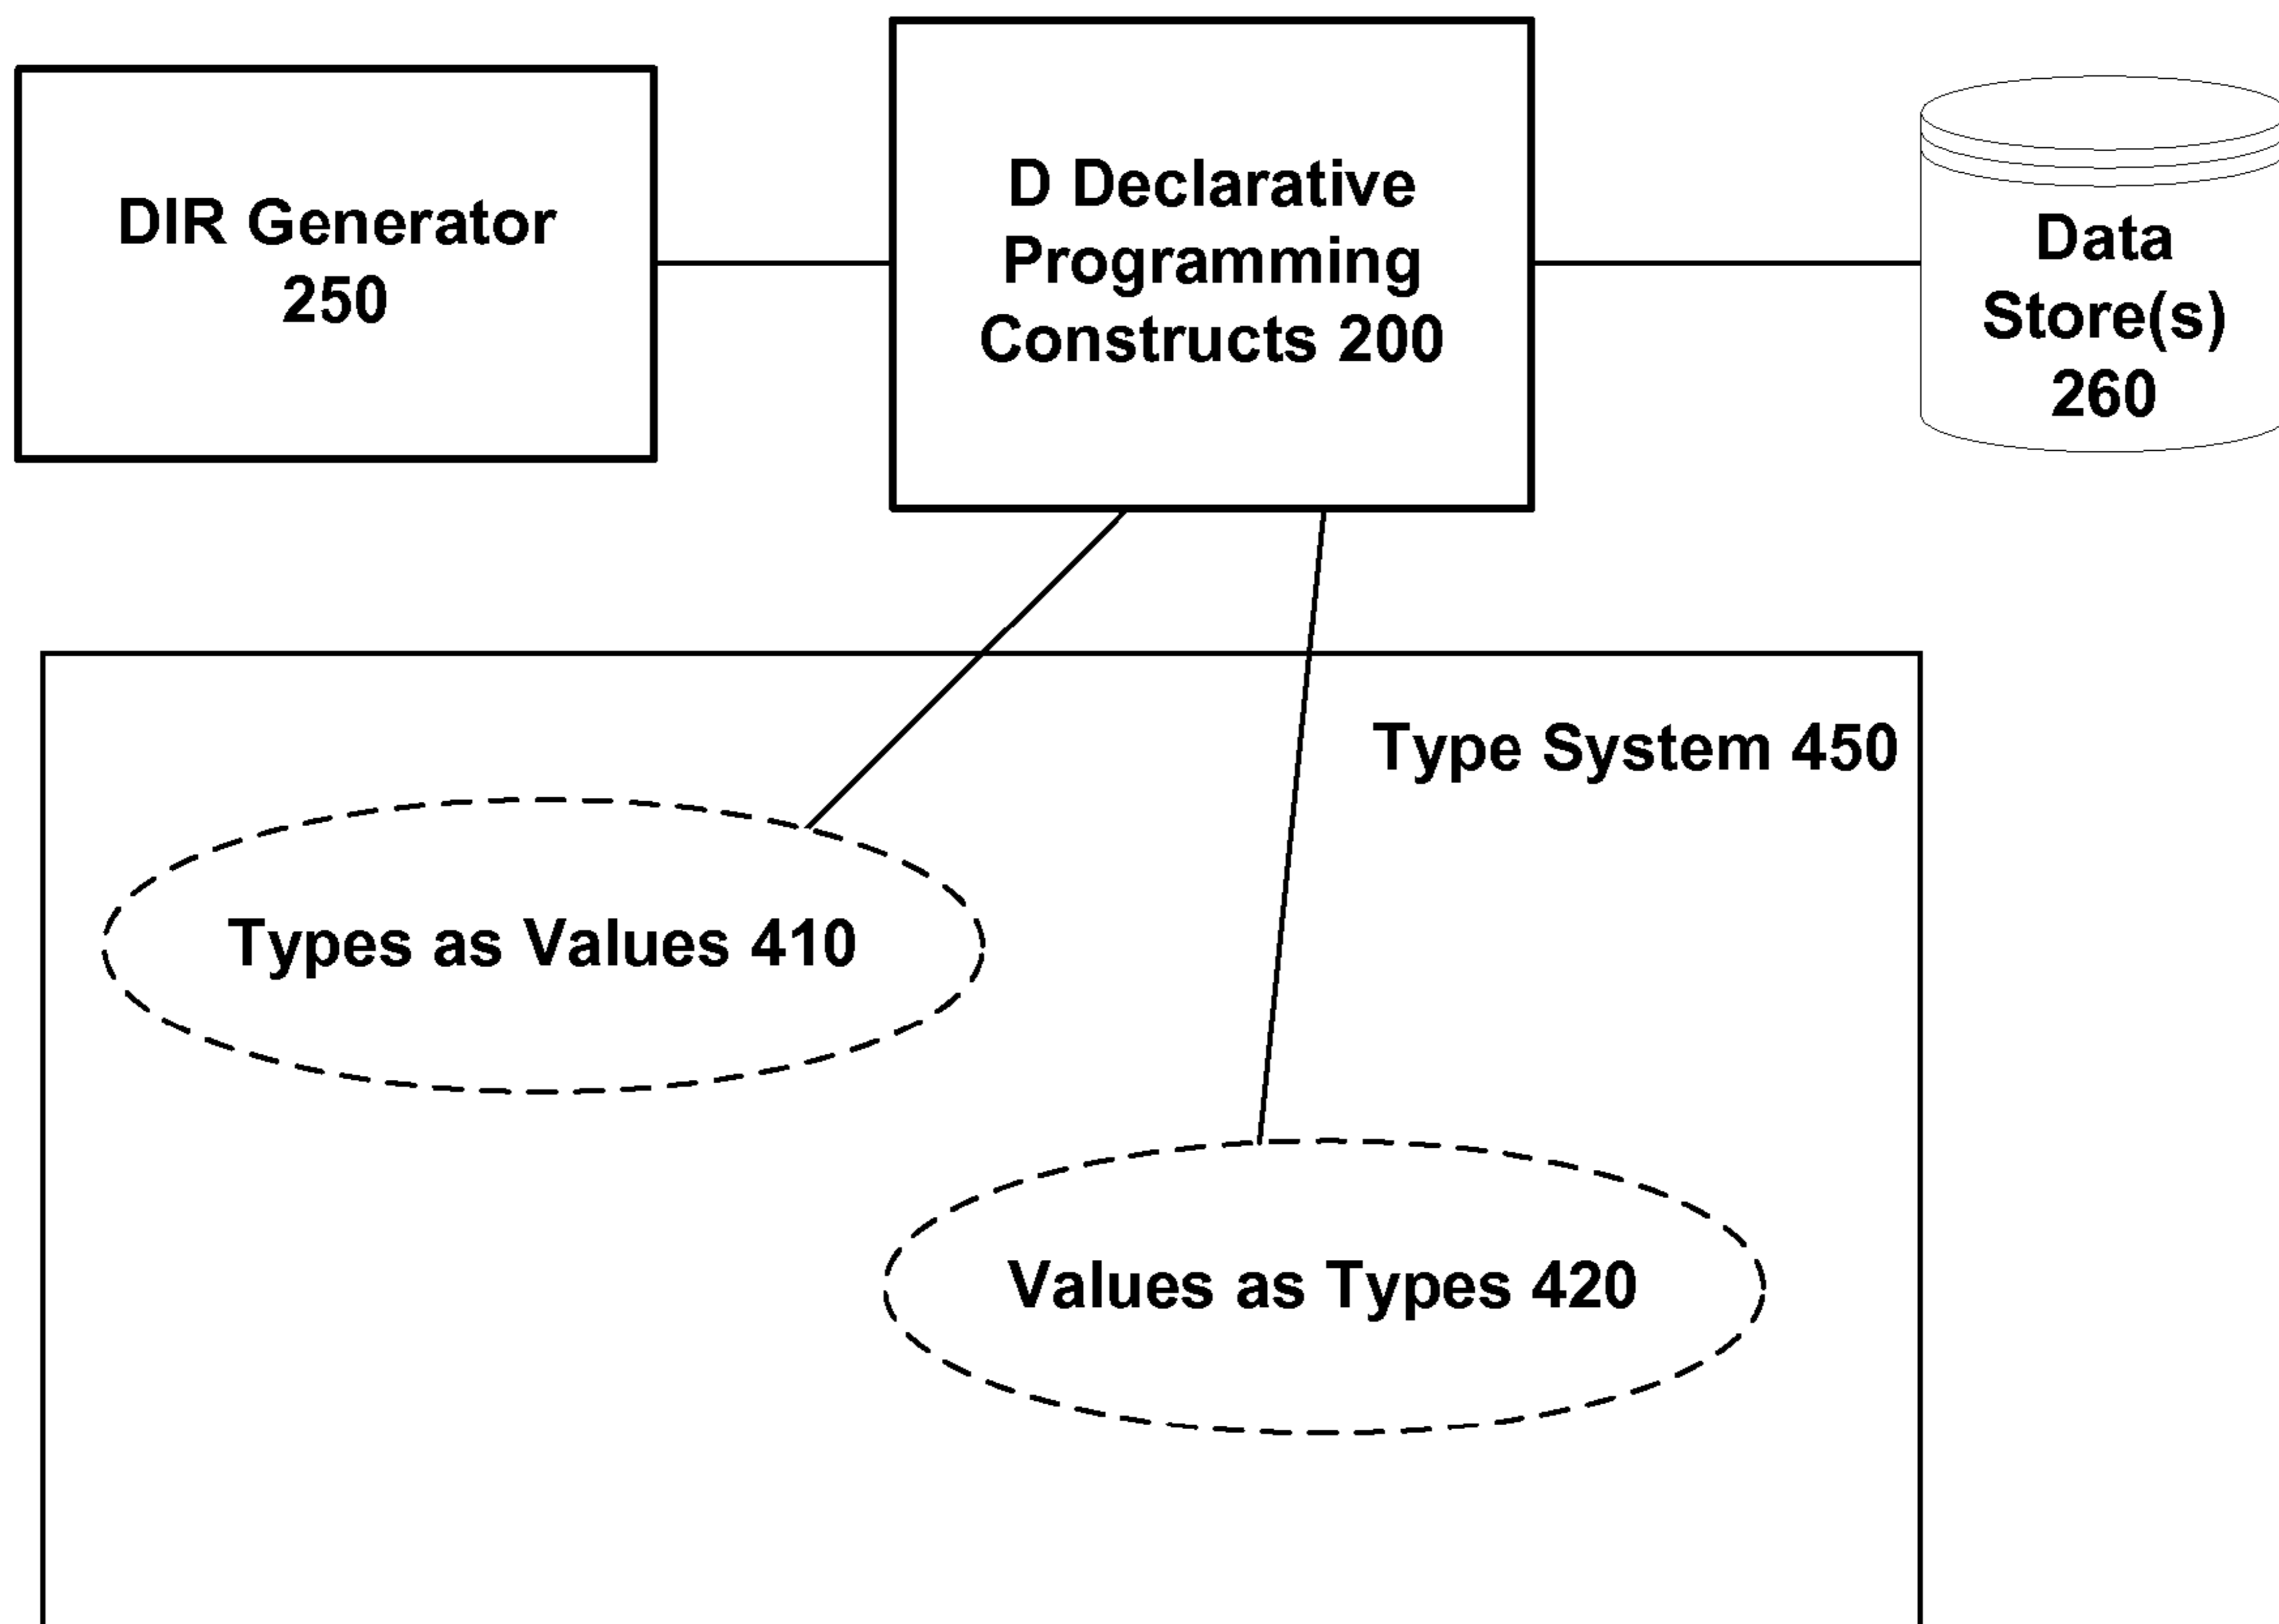 DIR Generator
250
D Declarative
Programming
Constructs 200
Data
Store(s)
260
Type System 450
Types as Values 410
Values as Types 420